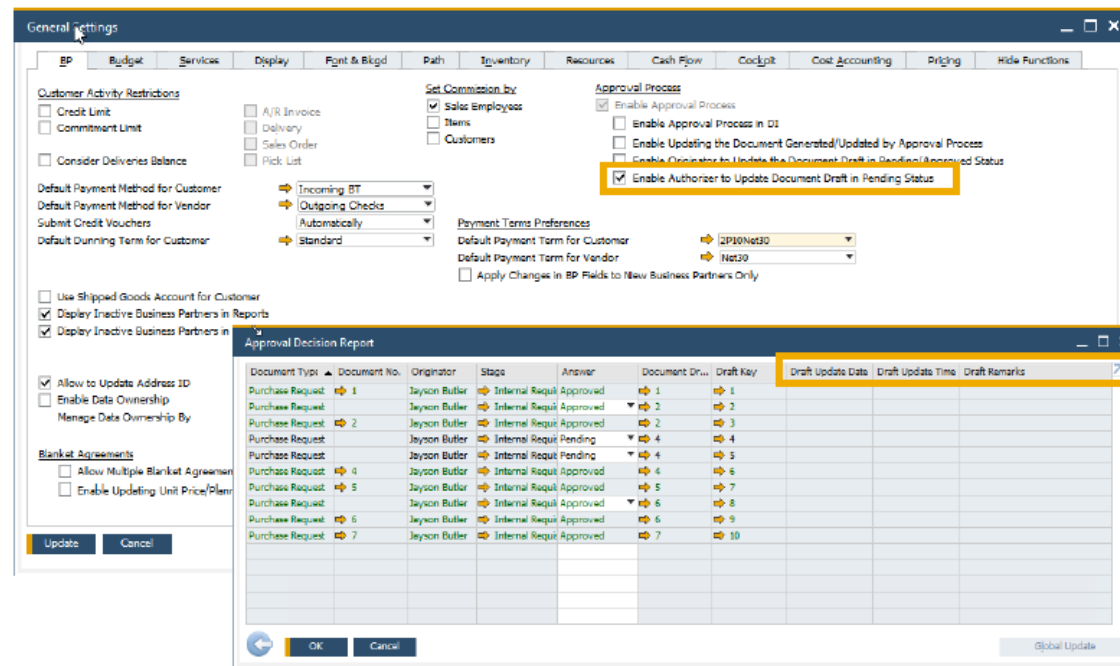 General Settings
BP Budget Services Display Font & Bkgd Path Inventory Resources Cash Flow Cockpit Cost Accounting Pricing Hide Functions
Customer Activity Restrictions
Credit Limit
Commitment Limit
Consider Deliveries Balance
A/R Invoice
Delivery
Sales Order
Pick List
Set Commission by
Sales Employees
Items
Customers
Approval Process
Enable Approval Process
Enable Approval Process in DI
Enable Updating the Document Generated/Updated by Approval Process
Enable Originator to Update the Document Draft in Pending/Approved Status
Enable Authorizer to Update Document Draft in Pending Status
Default Payment Method for Customer Incoming BT
Default Payment Method for Vendor Outgoing Checks
Submit Credit Vouchers Automatically
Default Dunning Term for Customer Standard
Payment Terms Preferences
Default Payment Term for Customer 2P10Net30
Default Payment Term for Vendor Net30
Apply Changes in BP Fields to New Business Partners Only
Use Shipped Goods Account for Customer
Display Inactive Business Partners in Reports
Display Inactive Business Partners in
Allow to Update Address ID
Enable Data Ownership
Manage Data Ownership By
Blanket Agreements
Allow Multiple Blanket Agreemen
Enable Updating Unit Price/Plan
Update Cancel
Approval Decision Report
Document Type Document No. Originator Stage Answer Document Dr... Draft Key Draft Update Date Draft Update Time Draft Remarks
Purchase Request 1 Jayson Butler Internal Requi Approved 1 1
Purchase Request Jayson Butler Internal Requi Approved 2 2
Purchase Request 2 Jayson Butler Internal Requi Approved 2 3
Purchase Request Jayson Butler Internal Requi Pending 4 4
Purchase Request Jayson Butler Internal Requi Pending 4 5
Purchase Request 4 Jayson Butler Internal Requi Approved 4 6
Purchase Request 5 Jayson Butler Internal Requi Approved 5 7
Purchase Request Jayson Butler Internal Requi Approved 6 8
Purchase Request 6 Jayson Butler Internal Requi Approved 6 9
Purchase Request 7 Jayson Butler Internal Requi Approved 7 10
OK Cancel Global Update